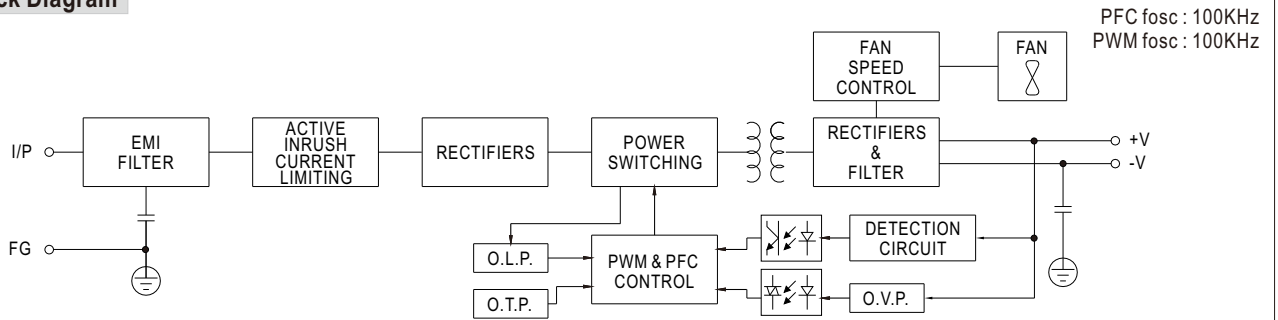 Diagram
PFC fosc : 100KHz
PWM fosc : 100KHz
FAN
SPEED
CONTROL
FAN
I/P
EMI
FILTER
ACTIVE
INRUSH
CURRENT
LIMITING
RECTIFIERS
POWER
SWITCHING
RECTIFIERS
&
FILTER
+V
-V
FG
O.L.P.
O.T.P.
PWM & PFC
CONTROL
DETECTION
CIRCUIT
O.V.P.